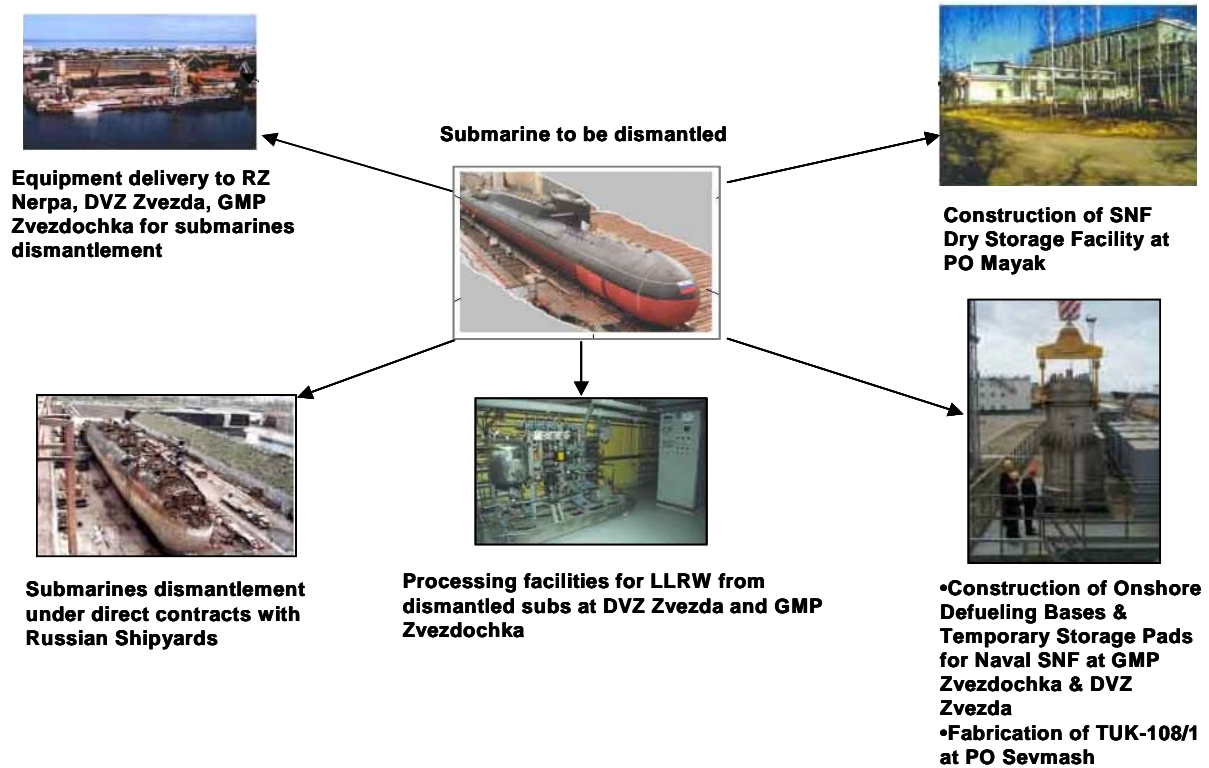 Submarine to be dismantled
Equipment delivery to RZ
Nerpa, DVZ Zvezda, GMP
Zvezdochka for submarines
dismantlement
Construction of SNF
Dry Storage Facility at
PO Mayak
Submarines dismantlement
under direct contracts with
Russian Shipyards
Processing facilities for LLRW from
dismantled subs at DVZ Zvezda and GMP
Zvezdochka
•Construction of Onshore
Defueling Bases &
Temporary Storage Pads
for Naval SNF at GMP
Zvezdochka & DVZ
Zvezda
•Fabrication of TUK-108/1
at PO Sevmash